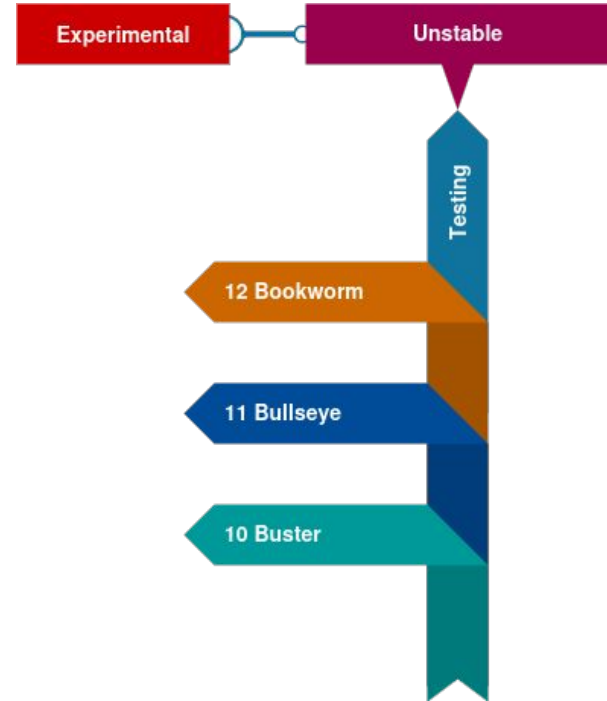 Experimental
Unstable
Testing
12 Bookworm
11 Bullseye
10 Buster